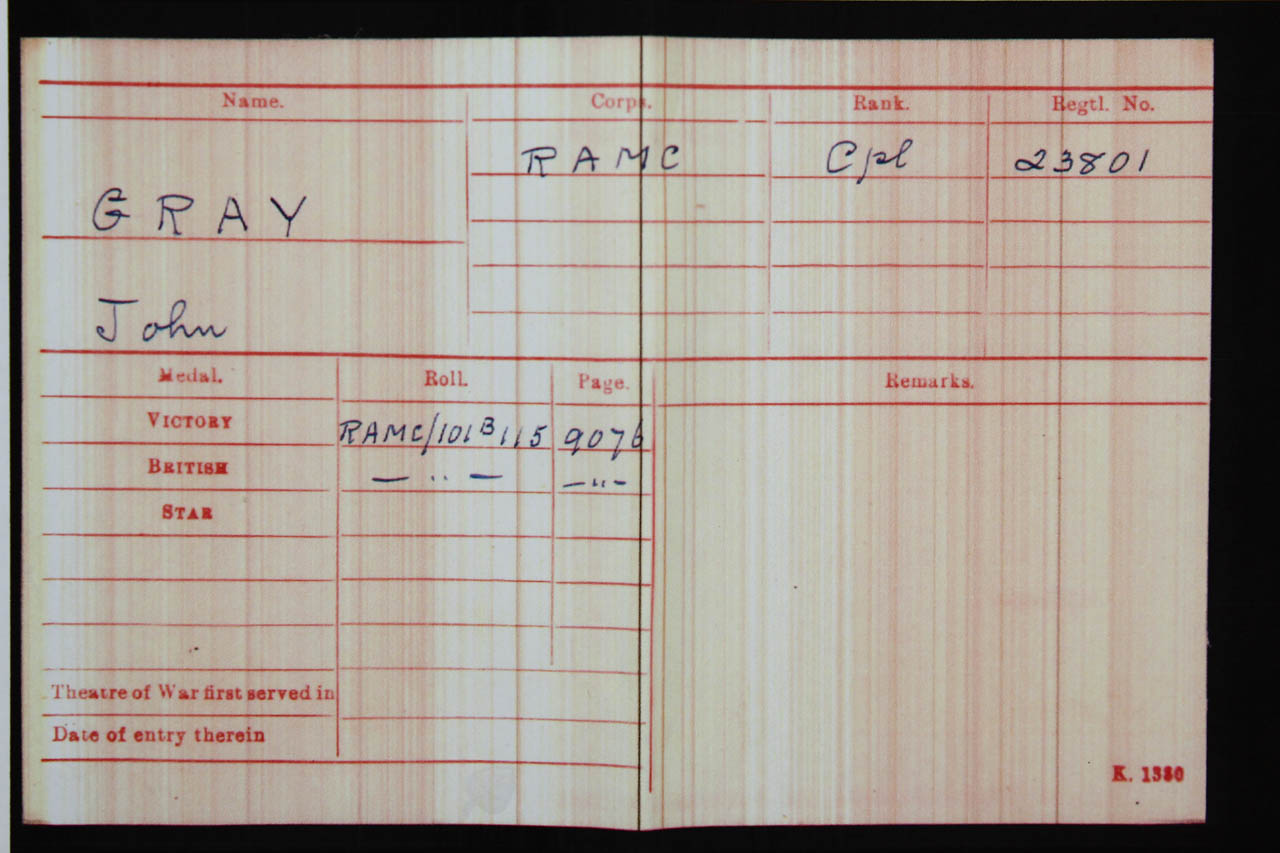 Name. Corps. Rank. Regtl. No.
RAMC Cpl 23801
GRAY
John
Medal. Roll. Page. Remarks.
VICTORY RAMC/101B115 9076
BRITISH — " — — " —
STAR
Theatre of War first served in
Date of entry therein
K. 1380